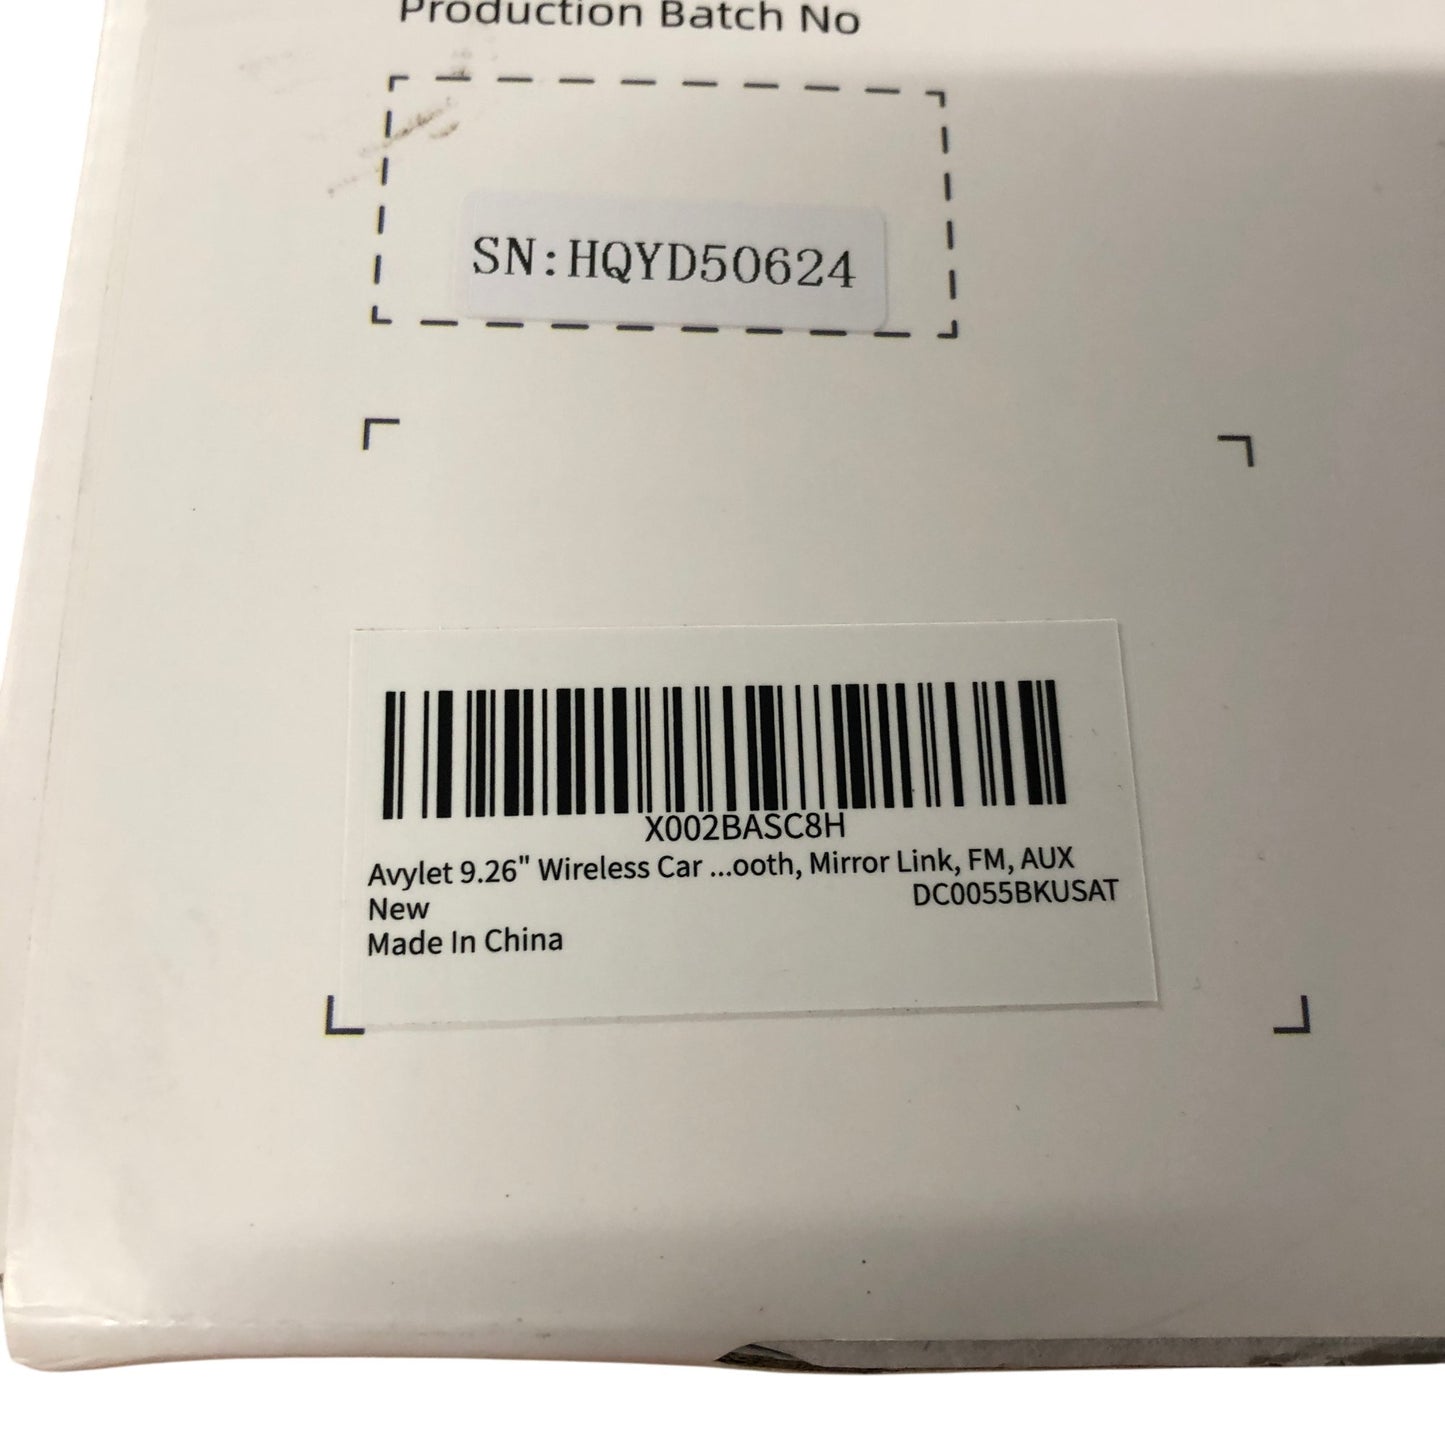 Production Batch No
SN:HQYD50624
X002BASC8H
Avylet 9.26" Wireless Car ...ooth, Mirror Link, FM, AUX
New
DC0055BKUSAT
Made In China